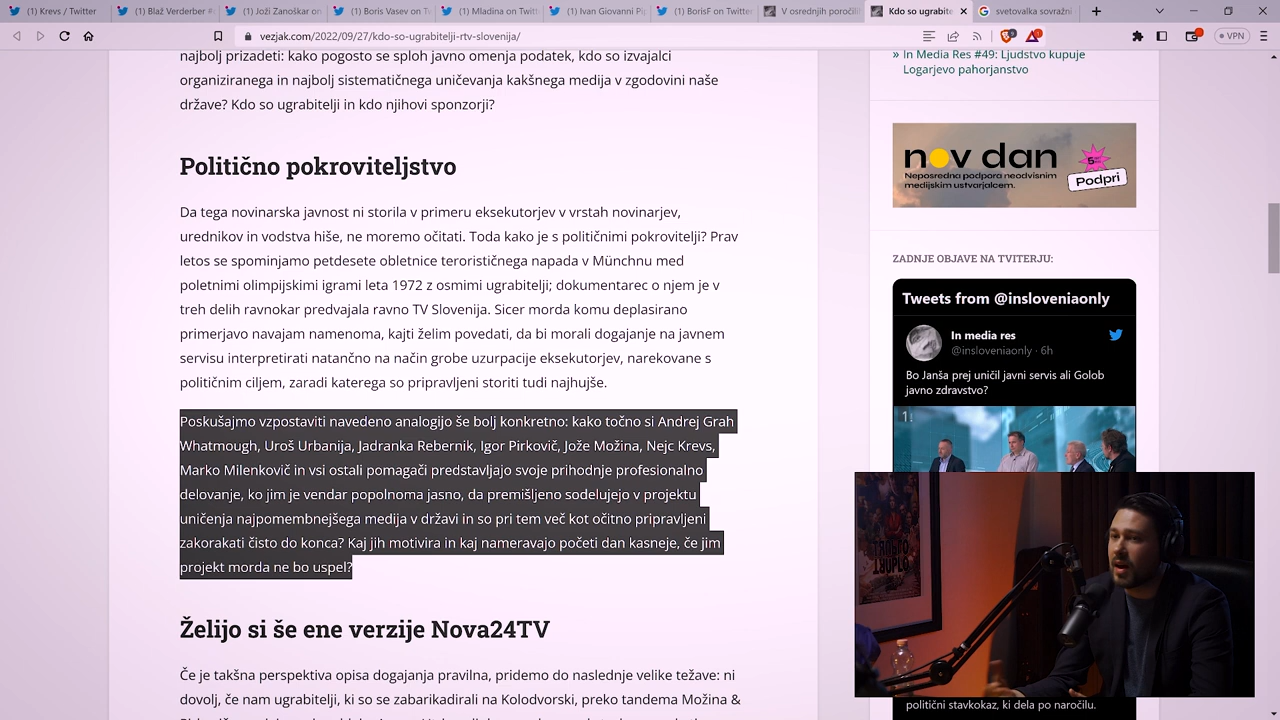 (1) Krevs / Twitter
(1) Blaž Verderber
(1) Joži Zanoškar on
(1) Boris Vasev on Tw
(1) Mladina on Twitte
(1) Ivan Giovanni Pip
(1) BorisF on Twitter
V osrednjih poročili
Kdo so ugrabite
svetovalka sovražni
vezjak.com/2022/09/27/kdo-so-ugrabitelji-rtv-slovenija/
VPN
najbolj prizadeti: kako pogosto se sploh javno omenja podatek, kdo so izvajalci
organiziranega in najbolj sistematičnega uničevanja kakšnega medija v zgodovini naše
države? Kdo so ugrabitelji in kdo njihovi sponzorji?
Politično pokroviteljstvo
Da tega novinarska javnost ni storila v primeru eksekutorjev v vrstah novinarjev,
urednikov in vodstva hiše, ne moremo očitati. Toda kako je s političnimi pokrovitelji? Prav
letos se spominjamo petdesete obletnice terorističnega napada v Münchnu med
poletnimi olimpijskimi igrami leta 1972 z osmimi ugrabitelji; dokumentarec o njem je v
treh delih ravnokar predvajala ravno TV Slovenija. Sicer morda komu deplasirano
primerjavo navajam namenoma, kajti želim povedati, da bi morali dogajanje na javnem
servisu interpretirati natančno na način grobe uzurpacije eksekutorjev, narekovane s
političnim ciljem, zaradi katerega so pripravljeni storiti tudi najhujše.
Poskušajmo vzpostaviti navedeno analogijo še bolj konkretno: kako točno si Andrej Grah
Whatmough, Uroš Urbanija, Jadranka Rebernik, Igor Pirkovič, Jože Možina, Nejc Krevs,
Marko Milenkovič in vsi ostali pomagači predstavljajo svoje prihodnje profesionalno
delovanje, ko jim je vendar popolnoma jasno, da premišljeno sodelujejo v projektu
uničenja najpomembnejšega medija v državi in so pri tem več kot očitno pripravljeni
zakorakati čisto do konca? Kaj jih motivira in kaj nameravajo početi dan kasneje, če jim
projekt morda ne bo uspel?
Želijo si še ene verzije Nova24TV
Če je takšna perspektiva opisa dogajanja pravilna, pridemo do naslednje velike težave: ni
dovolj, če nam ugrabitelji, ki so se zabarikadirali na Kolodvorski, preko tandema Možina &
» In Media Res #49: Ljudstvo kupuje
Logarjevo pahorjanstvo
nov dan
Neposredna podpora neodvisnim
medijskim ustvarjalcem.
Podpri
ZADNJE OBJAVE NA TVITERJU:
Tweets from @insloveniaonly
In media res
@insloveniaonly · 6h
Bo Janša prej uničil javni servis ali Golob
javno zdravstvo?
politični stavkokaz, ki dela po naročilu.